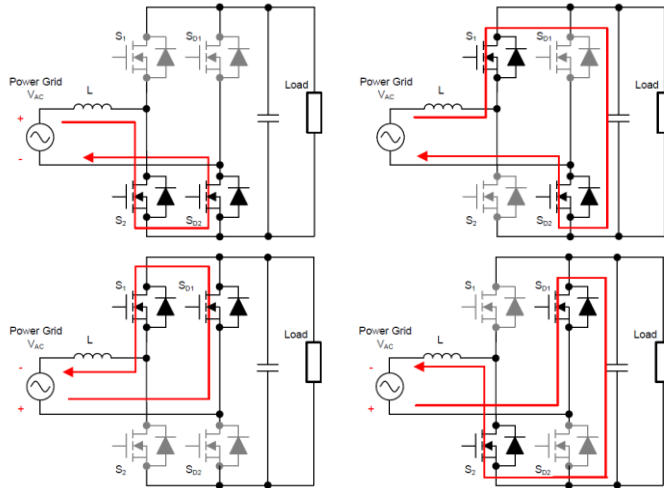 S1 SD1
Power Grid
VAC
L
Load
+
-
S2 SD2
S1 SD1
Power Grid
VAC
L
Load
+
-
S2 SD2
S1 SD1
Power Grid
VAC
L
Load
-
+
S2 SD2
S1 SD1
Power Grid
VAC
L
Load
-
+
S2 SD2